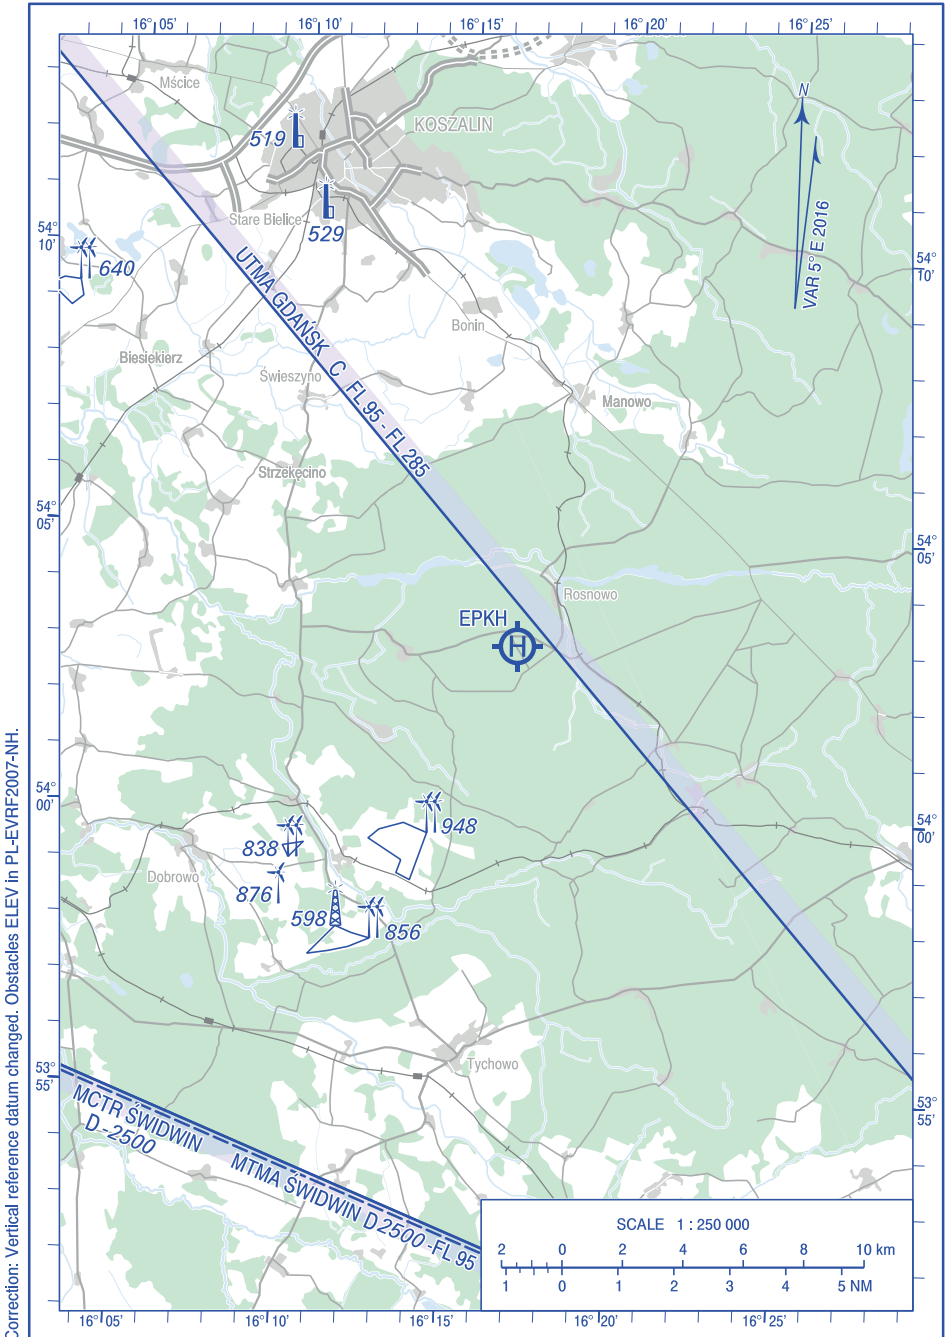 16° 05'
16° 10'
16° 15'
16° 20'
16° 25'
Mścice
N
519
KOSZALIN
Stare Bielice
529
54°
10'
VAR 5° E 2016
640
54°
10'
UTMA GDAŃSK C FL 95 - FL 285
Bonin
Biesiekierz
Świeszyno
Manowo
Strzekęcino
54°
05'
54°
05'
Rosnowo
EPKH
H
54°
00'
54°
00'
948
838
Dobrowo
876
598
856
Tychowo
53°
55'
53°
55'
MCTR ŚWIDWIN
D-2500
MTMA ŚWIDWIN D 2500 -FL 95
SCALE 1 : 250 000
2 0 2 4 6 8 10 km
1 0 1 2 3 4 5 NM
16° 05'
16° 10'
16° 15'
16° 20'
16° 25'
Correction: Vertical reference datum changed. Obstacles ELEV in PL-EVRF2007-NH.